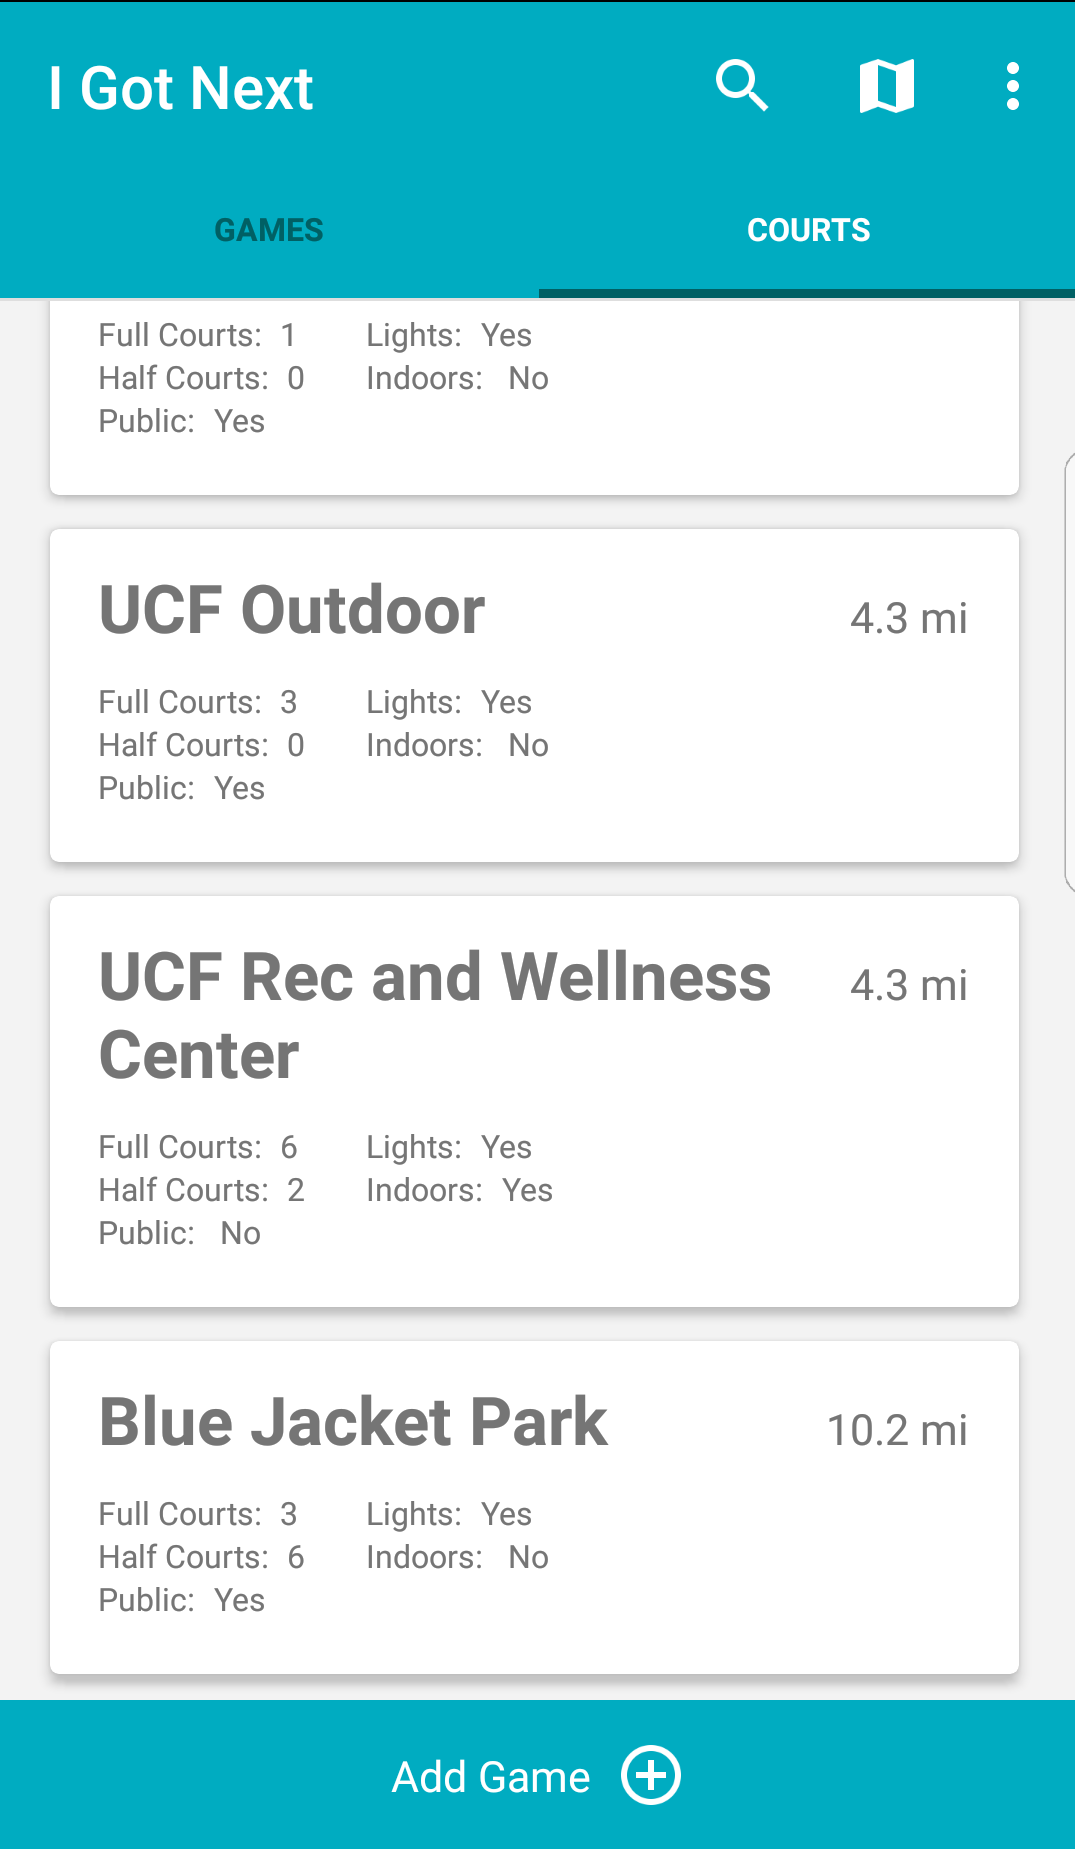 I Got Next
GAMES COURTS
Full Courts: 1 Lights: Yes
Half Courts: 0 Indoors: No
Public: Yes
UCF Outdoor 4.3 mi
Full Courts: 3 Lights: Yes
Half Courts: 0 Indoors: No
Public: Yes
UCF Rec and Wellness 4.3 mi
Center
Full Courts: 6 Lights: Yes
Half Courts: 2 Indoors: Yes
Public: No
Blue Jacket Park 10.2 mi
Full Courts: 3 Lights: Yes
Half Courts: 6 Indoors: No
Public: Yes
Add Game